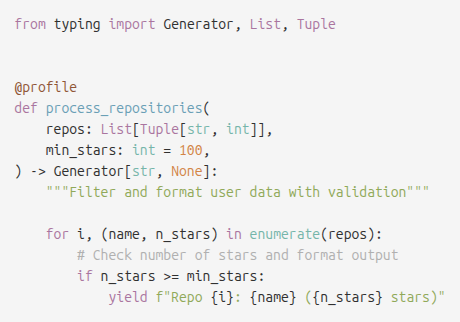 from typing import Generator, List, Tuple
@profile
def process_repositories(
    repos: List[Tuple[str, int]],
    min_stars: int = 100,
) -> Generator[str, None]:
    """Filter and format user data with validation"""
    for i, (name, n_stars) in enumerate(repos):
        # Check number of stars and format output
        if n_stars >= min_stars:
            yield f"Repo {i}: {name} ({n_stars} stars)"